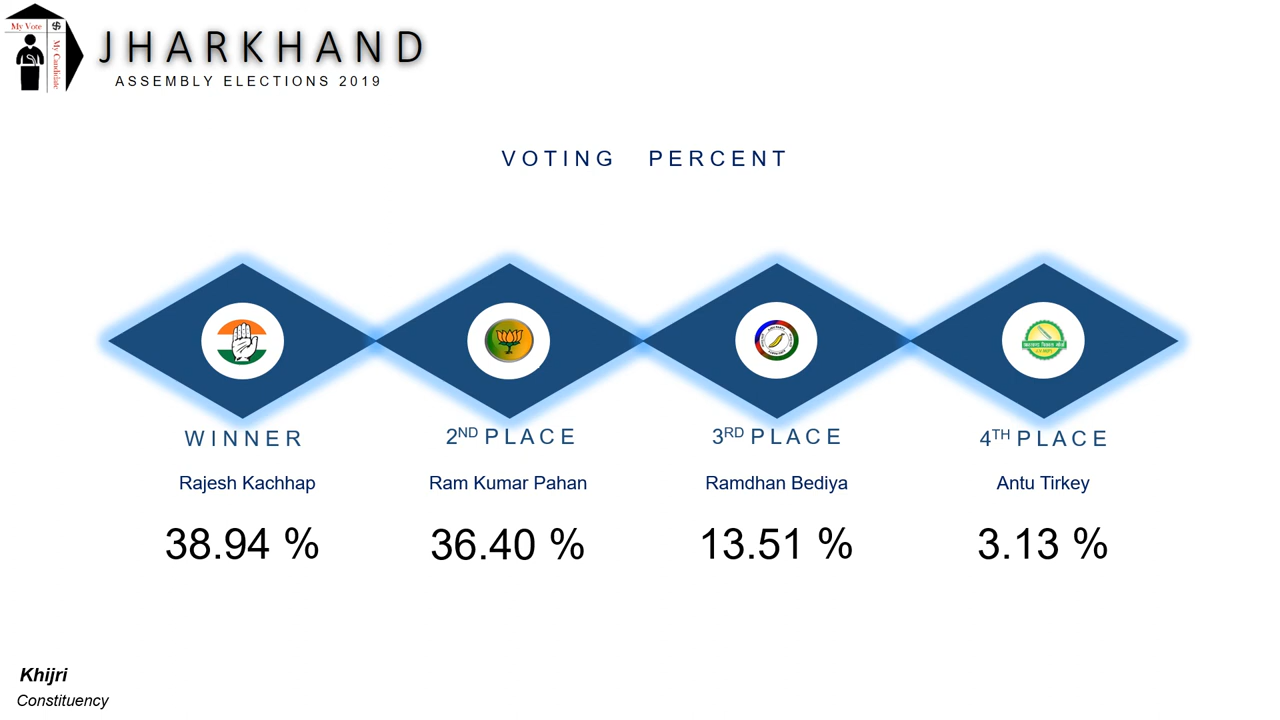 My Vote
My Candidate
JHARKHAND
ASSEMBLY ELECTIONS 2019
VOTING PERCENT
WINNER
2ND PLACE
3RD PLACE
4TH PLACE
Rajesh Kachhap
Ram Kumar Pahan
Ramdhan Bediya
Antu Tirkey
38.94 %
36.40 %
13.51 %
3.13 %
Khijri
Constituency